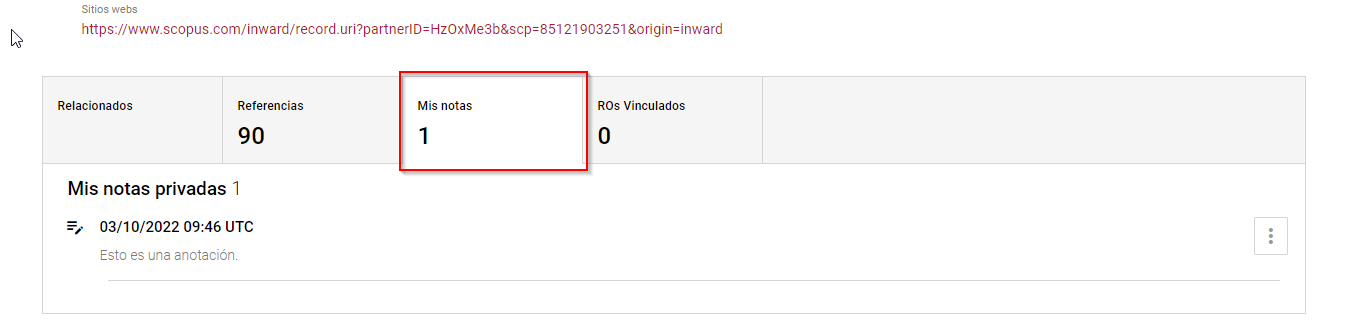 Sitios webs
https://www.scopus.com/inward/record.uri?partnerID=HzOxMe3b&scp=85121903251&origin=inward
Relacionados
Referencias
90
Mis notas
1
ROs Vinculados
0
Mis notas privadas 1
03/10/2022 09:46 UTC
Esto es una anotación.